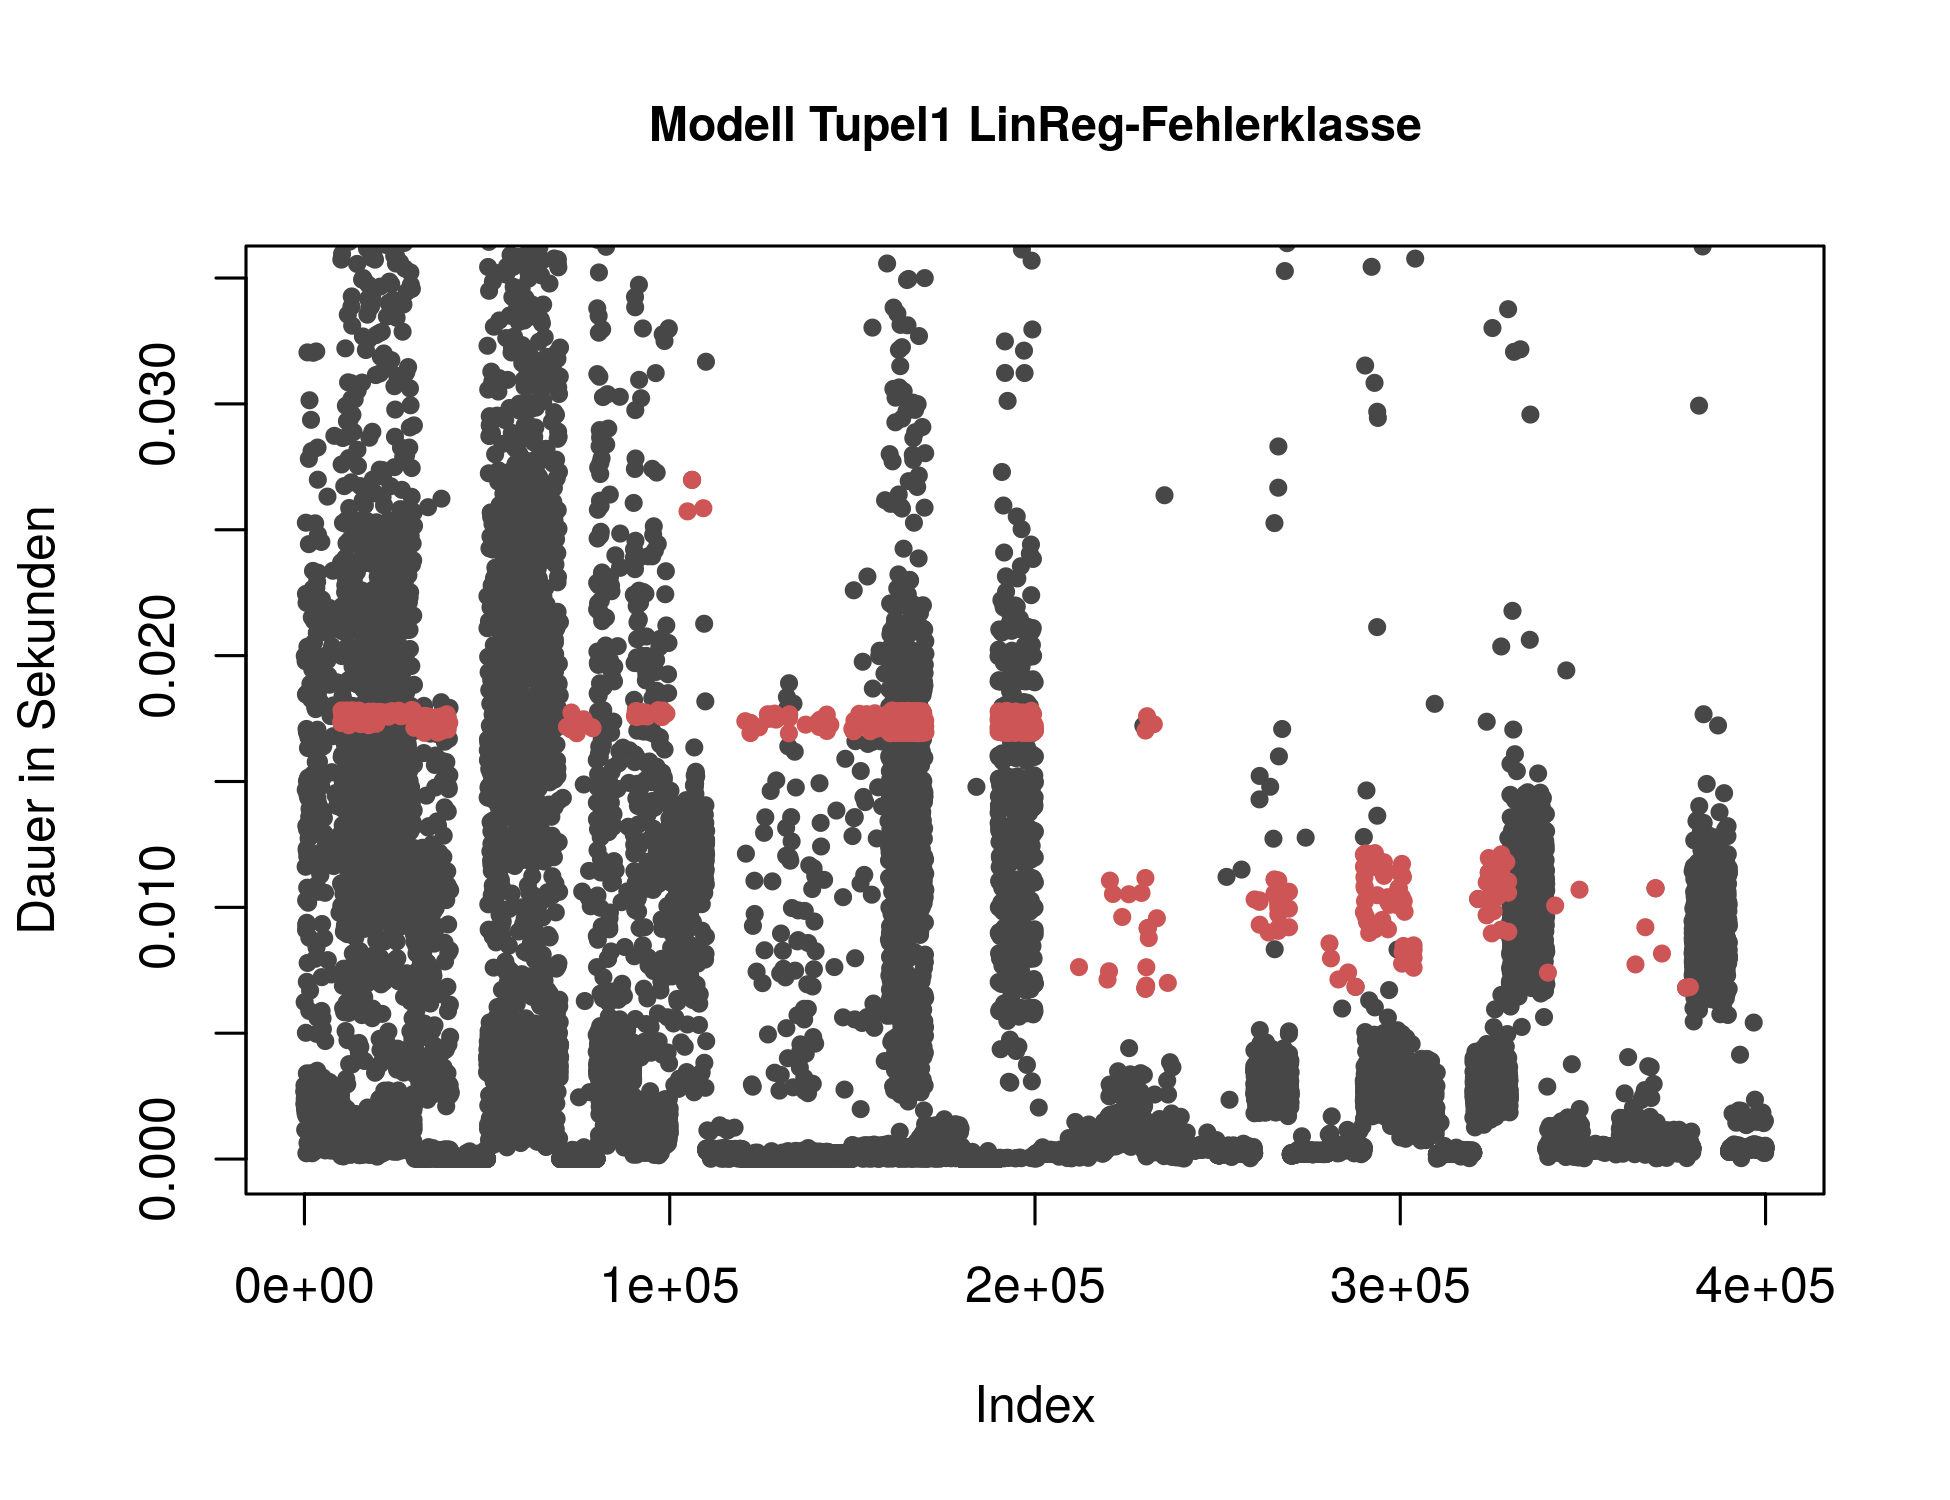 Modell Tupel1 LinReg-Fehlerklasse
Dauer in Sekunden
0.030
0.020
0.010
0.000
0e+00 1e+05 2e+05 3e+05 4e+05
Index